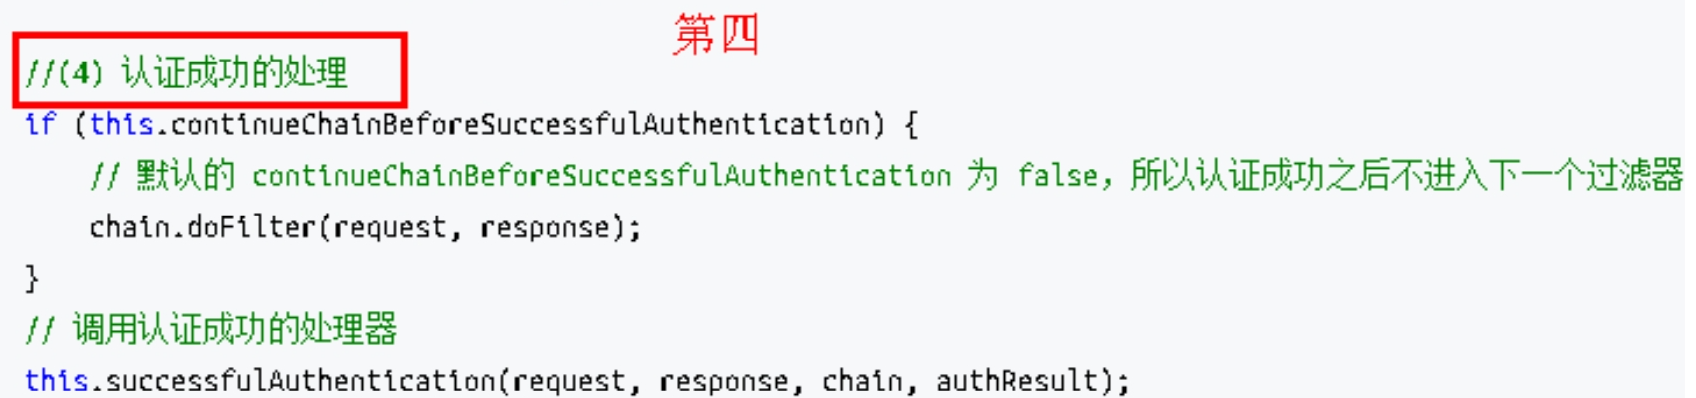 第四
//(4) 认证成功的处理
if (this.continueChainBeforeSuccessfulAuthentication) {
// 默认的 continueChainBeforeSuccessfulAuthentication 为 false，所以认证成功之后不进入下一个过滤器
chain.doFilter(request, response);
}
// 调用认证成功的处理器
this.successfulAuthentication(request, response, chain, authResult);